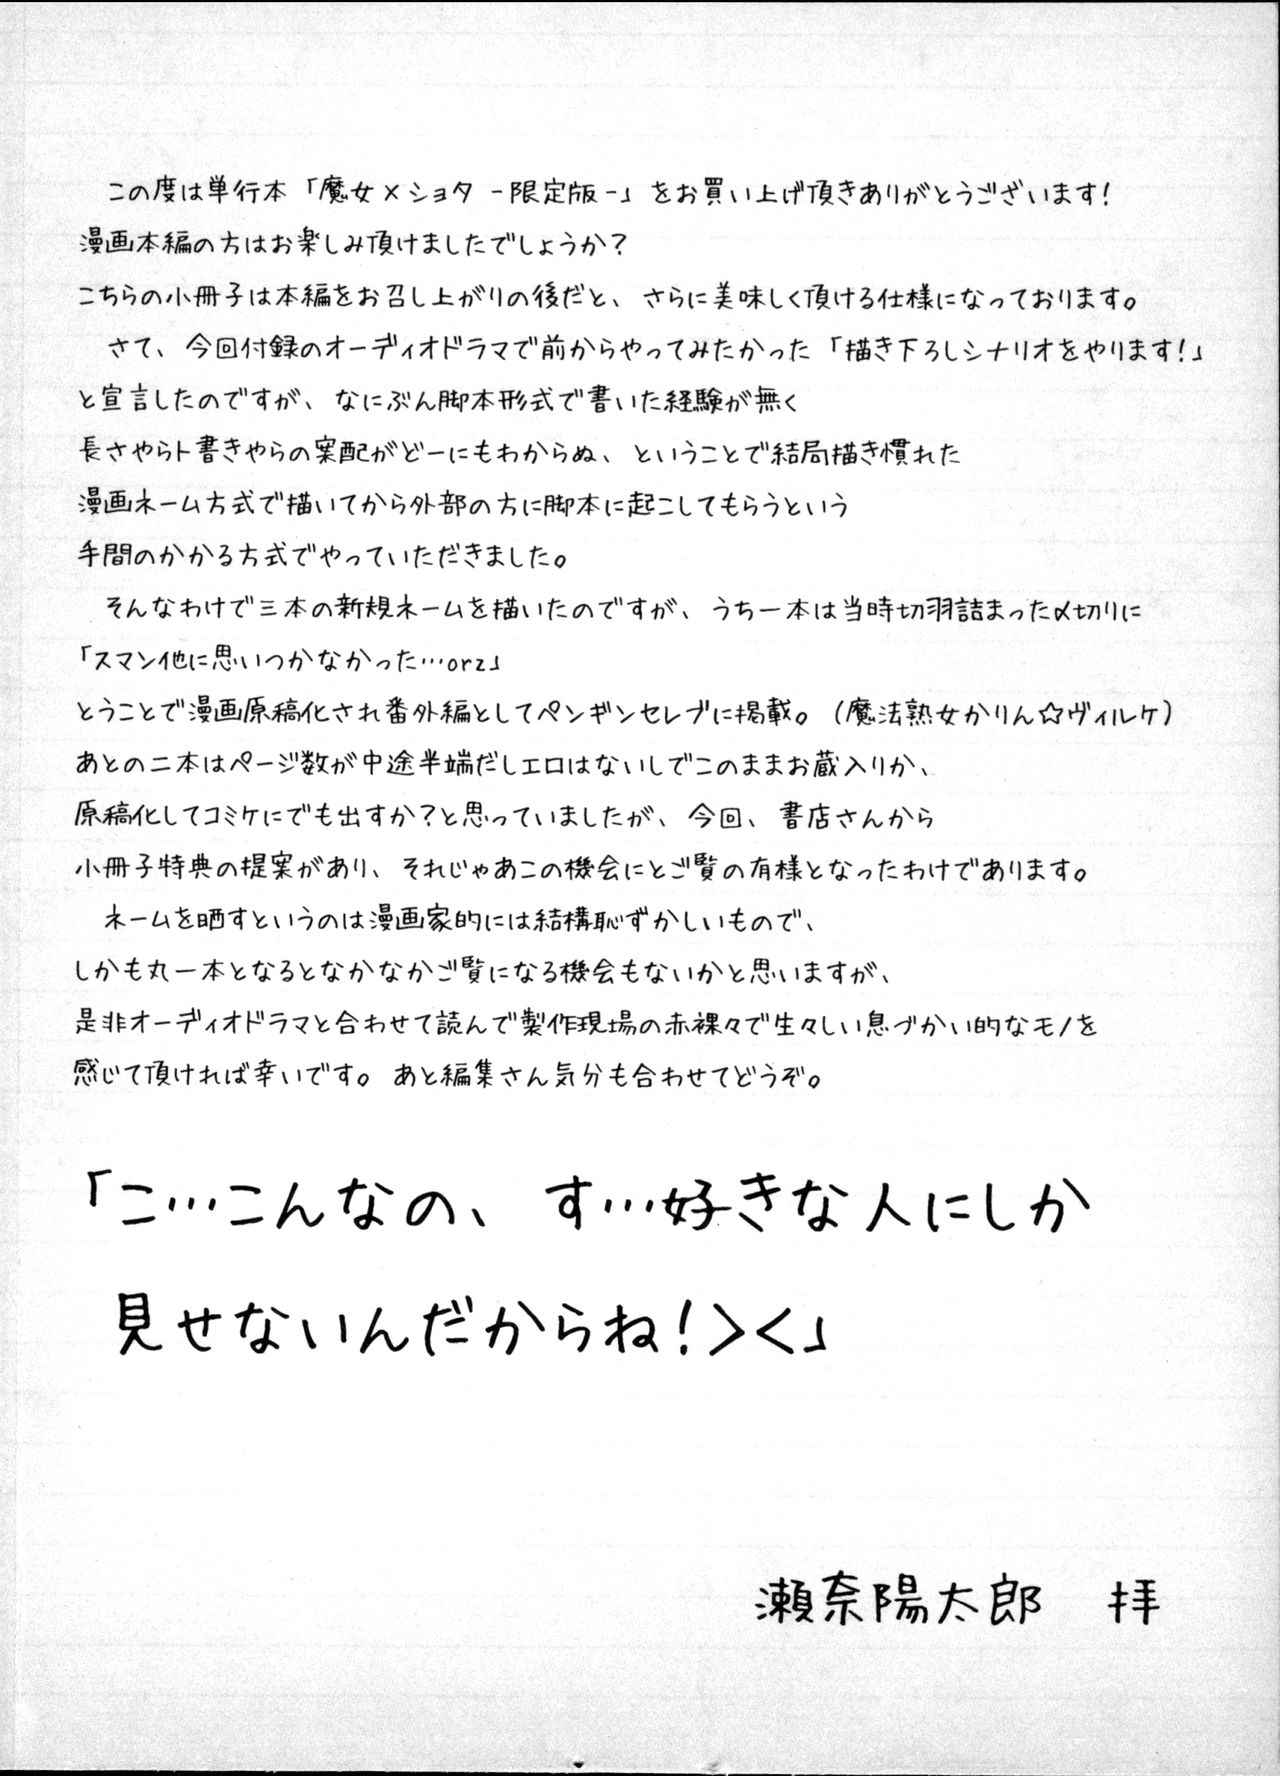 この度は単行本「魔女×ショタ -限定版-」をお買い上げ頂きありがとうございます!
漫画本編の方はお楽しみ頂けましたでしょうか?
こちらの小冊子は本編をお召し上がりの後だと、さらに美味しく頂ける仕様になっております。
さて、今回付録のオーディオドラマで前からやってみたかった「描き下ろしシナリオをやります!」
と宣言したのですが、なにぶん脚本形式で書いた経験が無く
長さやらト書きやらの案配がどーにもわからぬ、ということで結局描き慣れた
漫画ネーム方式で描いてから外部の方に脚本に起こしてもらうという
手間のかかる方式でやっていただきました。
そんなわけで三本の新規ネームを描いたのですが、うち一本は当時切羽詰まった〆切りに
「スマン他に思いつかなかった…orz」
とうことで漫画原稿化され番外編としてペンギンセレブに掲載。(魔法熟女かりん☆ヴィルケ)
あとの二本はページ数が中途半端だしエロはないしでこのままお蔵入りか、
原稿化してコミケにでも出すか?と思っていましたが、今回、書店さんから
小冊子特典の提案があり、それじゃあこの機会にとご覧の有様となったわけであります。
ネームを晒すというのは漫画家的には結構恥ずかしいもので、
しかも丸一本となるとなかなかご覧になる機会もないかと思いますが、
是非オーディオドラマと合わせて読んで製作現場の赤裸々で生々しい息づかい的なモノを
感じて頂ければ幸いです。あと編集さん気分も合わせてどうぞ。
「こ…こんなの、す…好きな人にしか
見せないんだからね!><」
瀬奈陽太郎 拝